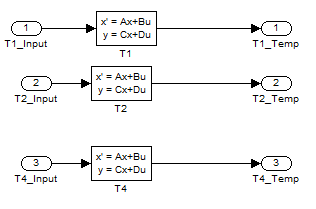 1
x' = Ax+Bu
y = Cx+Du
1
T1_Input
T1
T1_Temp
2
x' = Ax+Bu
y = Cx+Du
2
T2_Input
T2
T2_Temp
3
x' = Ax+Bu
y = Cx+Du
3
T4_Input
T4
T4_Temp